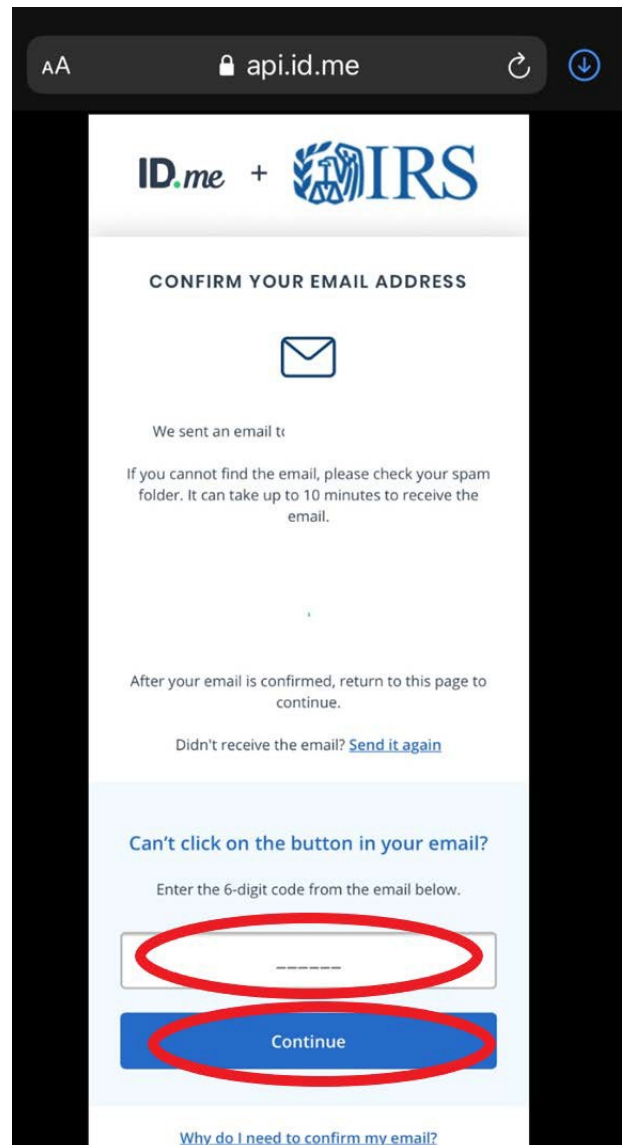 AA api.id.me
ID.me + IRS
CONFIRM YOUR EMAIL ADDRESS
We sent an email to
If you cannot find the email, please check your spam
folder. It can take up to 10 minutes to receive the
email.
After your email is confirmed, return to this page to
continue.
Didn't receive the email? Send it again
Can't click on the button in your email?
Enter the 6-digit code from the email below.
______
Continue
Why do I need to confirm my email?